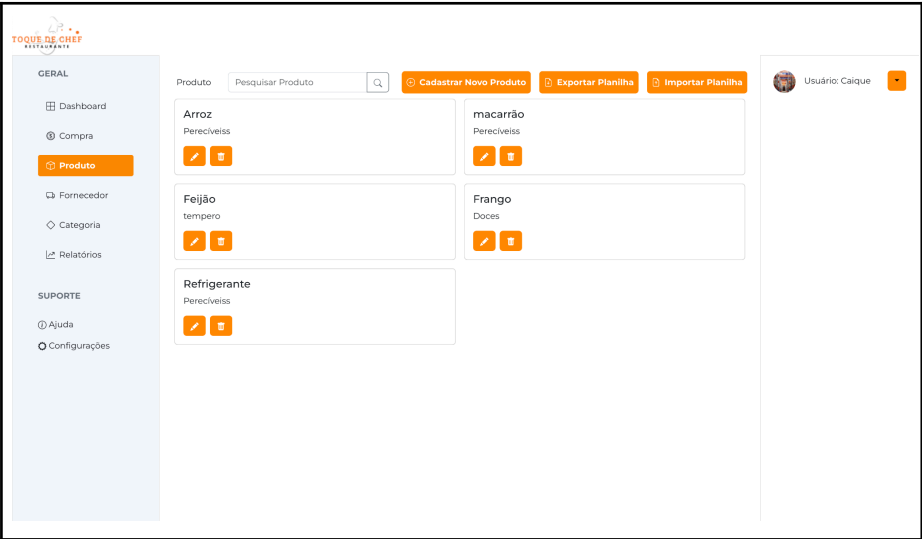 TOQUE DE CHEF
RESTAURANTE
GERAL
Dashboard
Compra
Produto
Fornecedor
Categoria
Relatórios
SUPORTE
Ajuda
Configurações
Produto
Pesquisar Produto
Cadastrar Novo Produto
Exportar Planilha
Importar Planilha
Arroz
Perecíveiss
macarrão
Perecíveiss
Feijão
tempero
Frango
Doces
Refrigerante
Perecíveiss
Usuário: Caique